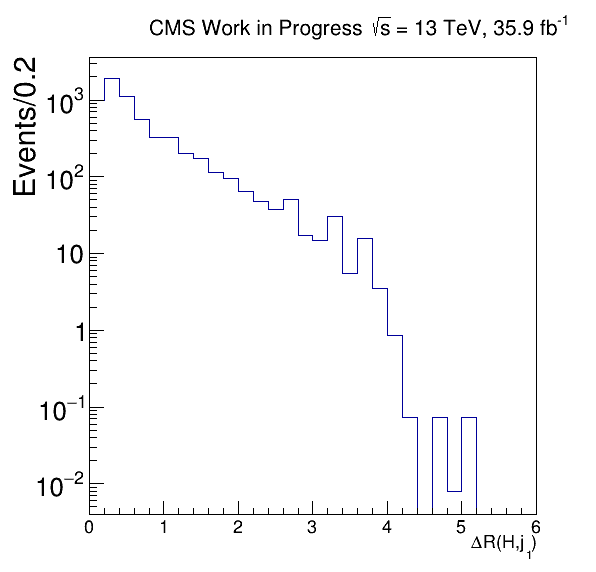 CMS Work in Progress √s = 13 TeV, 35.9 fb⁻¹
Events/0.2
10³
10²
10
1
10⁻¹
10⁻²
0 1 2 3 4 5 6
ΔR(H,j₁)